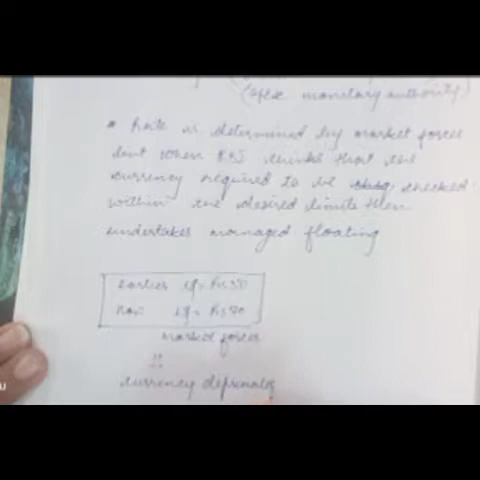 (the monetary authority)
* Rate is determined by market forces
but when RBI thinks that the
currency required to be checked
within the desired limits then
undertakes managed floating
Earlier 1$ = Rs 50
Now 1$ = Rs 70
market forces
currency